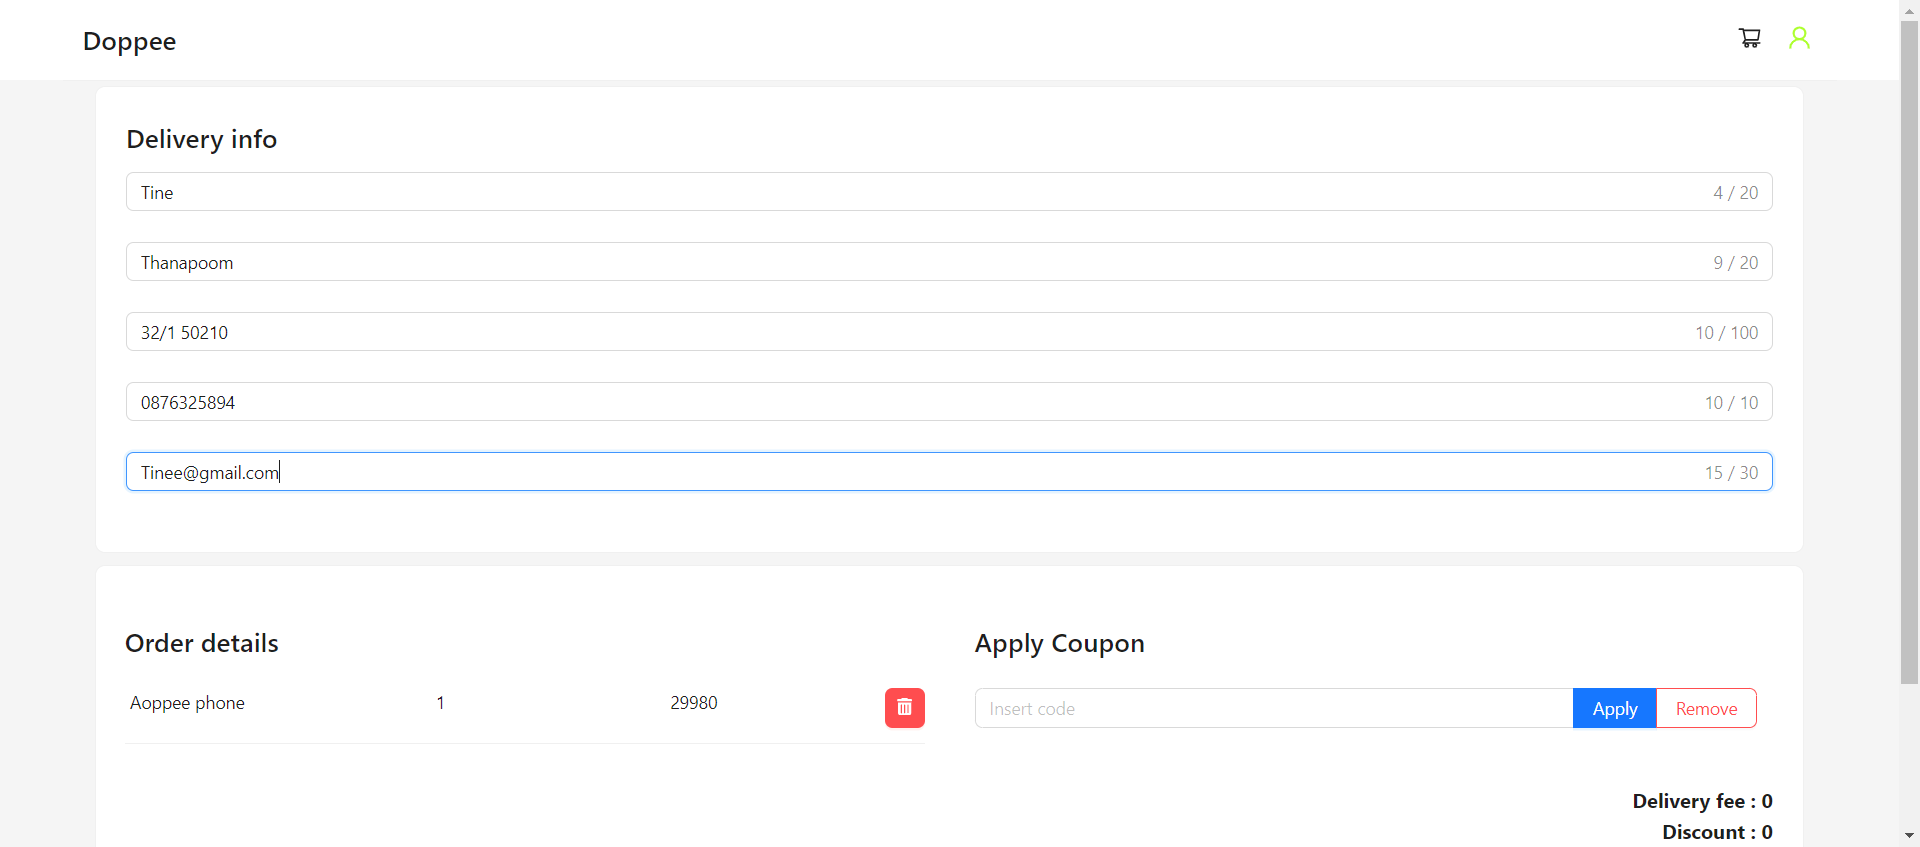 Doppee
Delivery info
Tine 4 / 20
Thanapoom 9 / 20
32/1 50210 10 / 100
0876325894 10 / 10
Tinee@gmail.com 15 / 30
Order details
Aoppee phone 1 29980
Apply Coupon
Insert code Apply Remove
Delivery fee : 0
Discount : 0